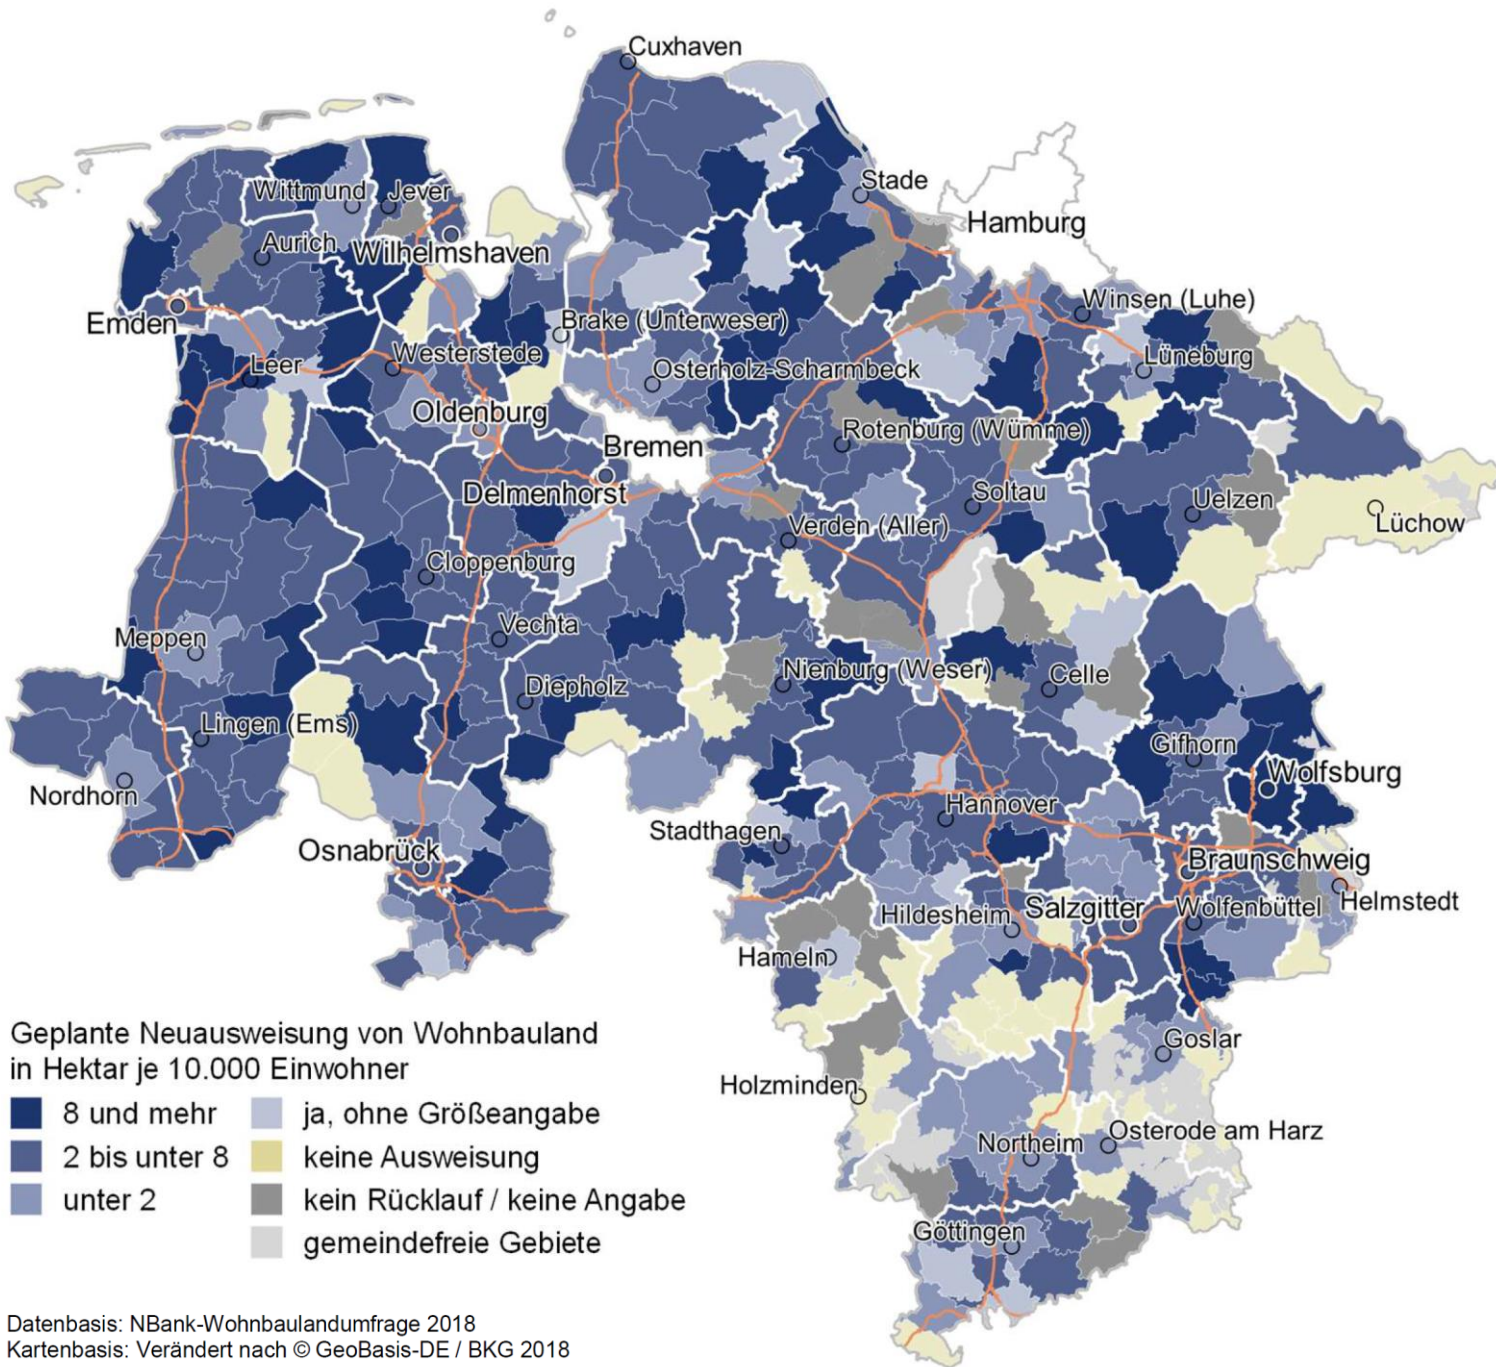 Cuxhaven
Stade
Hamburg
Wittmund
Jever
Aurich
Wilhelmshaven
Emden
Brake (Unterweser)
Winsen (Luhe)
Leer
Westerstede
Osterholz-Scharmbeck
Lüneburg
Oldenburg
Bremen
Rotenburg (Wümme)
Delmenhorst
Soltau
Uelzen
Verden (Aller)
Lüchow
Cloppenburg
Meppen
Vechta
Nienburg (Weser)
Celle
Diepholz
Lingen (Ems)
Gifhorn
Wolfsburg
Nordhorn
Hannover
Stadthagen
Osnabrück
Braunschweig
Helmstedt
Hildesheim
Salzgitter
Wolfenbüttel
Hameln
Goslar
Holzminden
Northeim
Osterode am Harz
Göttingen
Geplante Neuausweisung von Wohnbauland
in Hektar je 10.000 Einwohner
8 und mehr
2 bis unter 8
unter 2
ja, ohne Größeangabe
keine Ausweisung
kein Rücklauf / keine Angabe
gemeindefreie Gebiete
Datenbasis: NBank-Wohnbaulandumfrage 2018
Kartenbasis: Verändert nach © GeoBasis-DE / BKG 2018